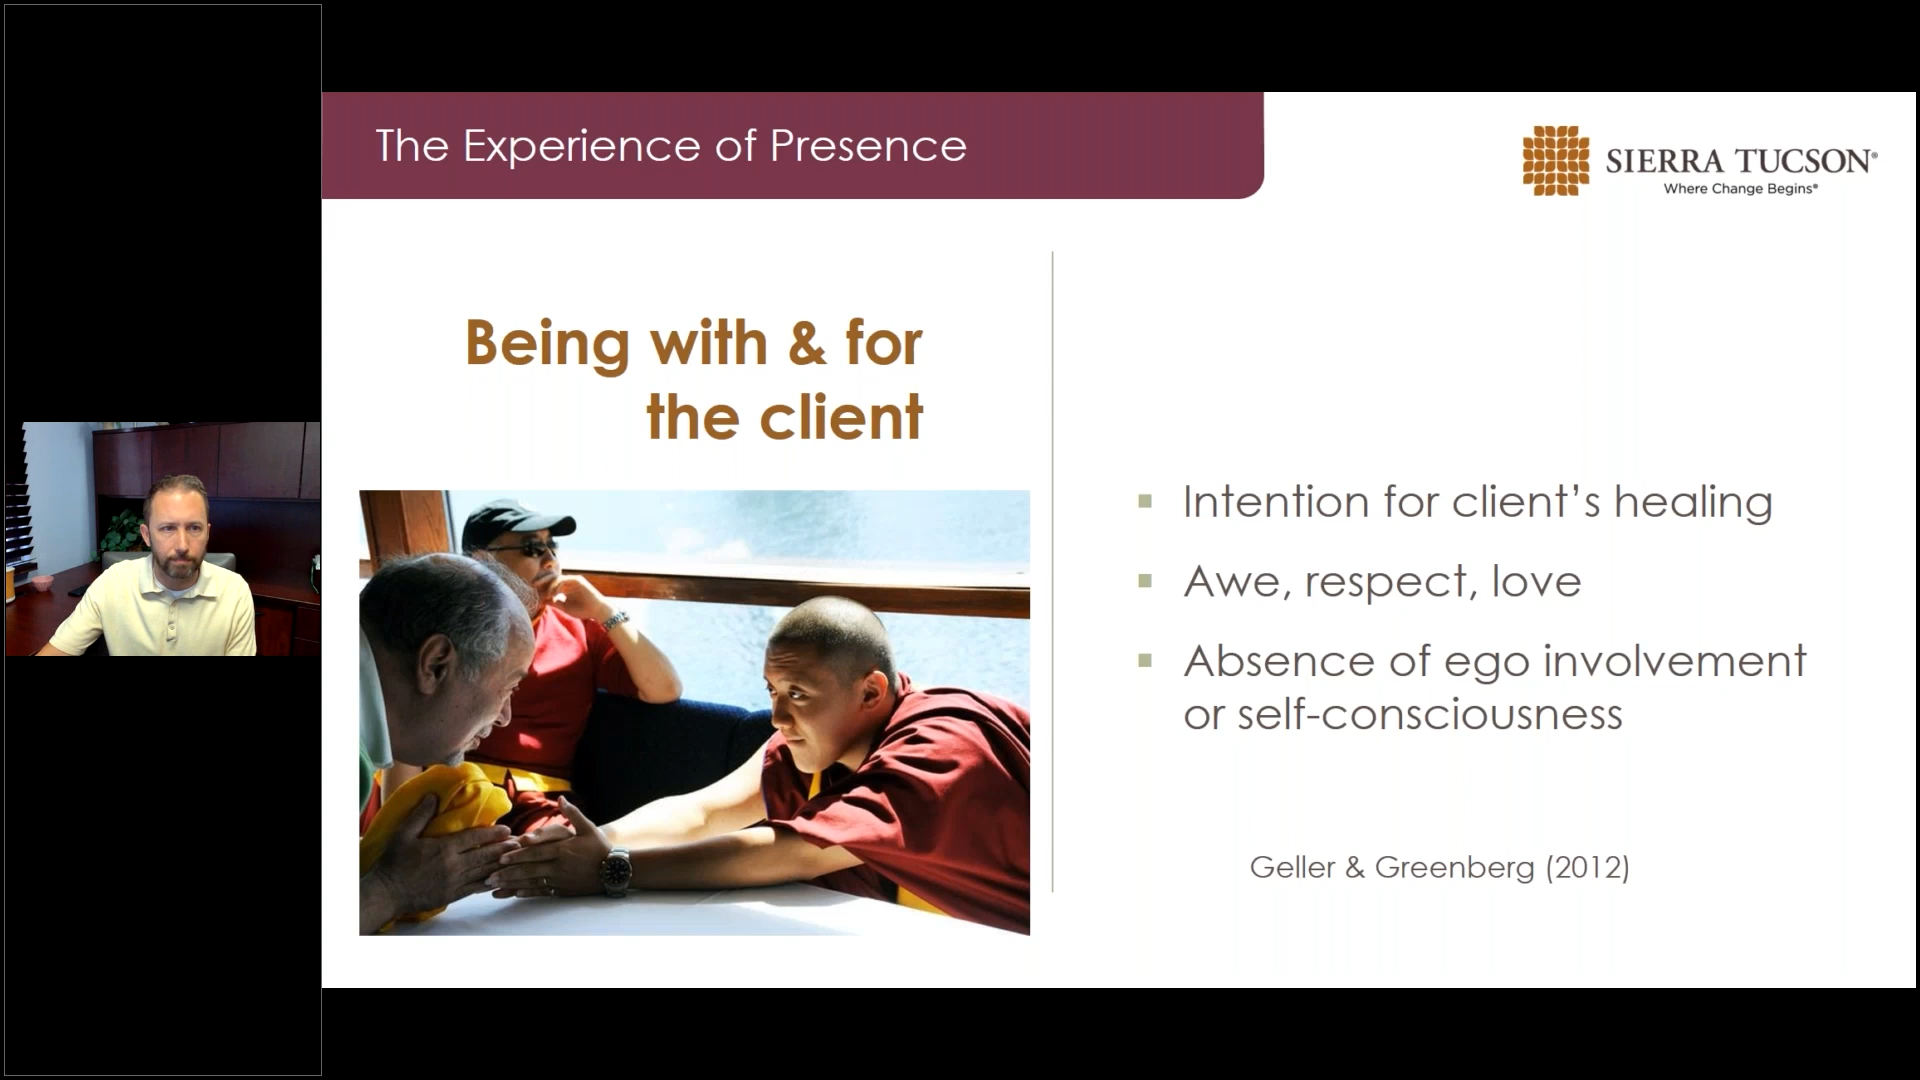 The Experience of Presence
SIERRA TUCSON®
Where Change Begins®
Being with & for
the client
Intention for client’s healing
Awe, respect, love
Absence of ego involvement
or self-consciousness
Geller & Greenberg (2012)